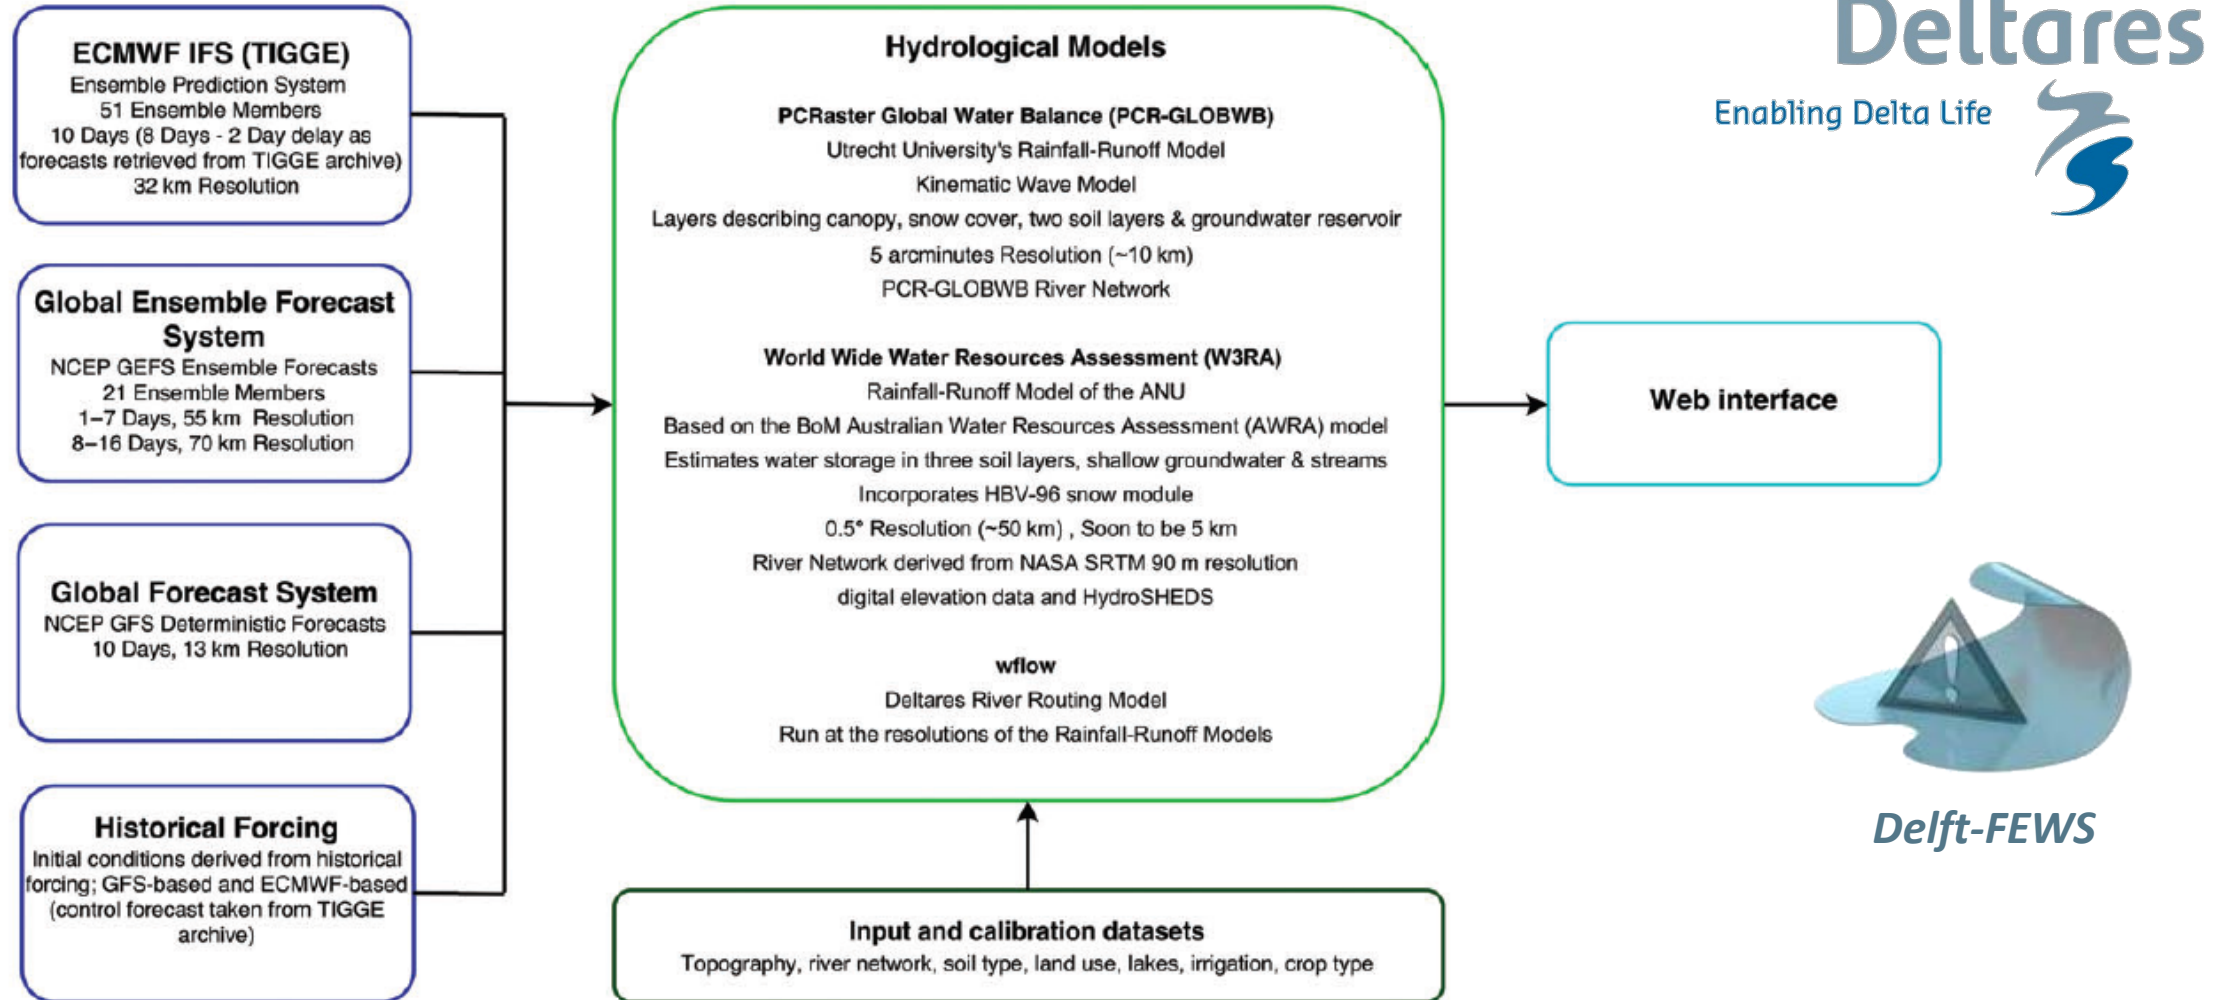 ECMWF IFS (TIGGE)
Ensemble Prediction System
51 Ensemble Members
10 Days (8 Days - 2 Day delay as
forecasts retrieved from TIGGE archive)
32 km Resolution
Global Ensemble Forecast
System
NCEP GEFS Ensemble Forecasts
21 Ensemble Members
1–7 Days, 55 km Resolution
8–16 Days, 70 km Resolution
Global Forecast System
NCEP GFS Deterministic Forecasts
10 Days, 13 km Resolution
Historical Forcing
Initial conditions derived from historical
forcing; GFS-based and ECMWF-based
(control forecast taken from TIGGE
archive)
Hydrological Models
PCRaster Global Water Balance (PCR-GLOBWB)
Utrecht University's Rainfall-Runoff Model
Kinematic Wave Model
Layers describing canopy, snow cover, two soil layers & groundwater reservoir
5 arcminutes Resolution (~10 km)
PCR-GLOBWB River Network
World Wide Water Resources Assessment (W3RA)
Rainfall-Runoff Model of the ANU
Based on the BoM Australian Water Resources Assessment (AWRA) model
Estimates water storage in three soil layers, shallow groundwater & streams
Incorporates HBV-96 snow module
0.5° Resolution (~50 km) , Soon to be 5 km
River Network derived from NASA SRTM 90 m resolution
digital elevation data and HydroSHEDS
wflow
Deltares River Routing Model
Run at the resolutions of the Rainfall-Runoff Models
Input and calibration datasets
Topography, river network, soil type, land use, lakes, irrigation, crop type
Web interface
Deltares
Enabling Delta Life
Delft-FEWS